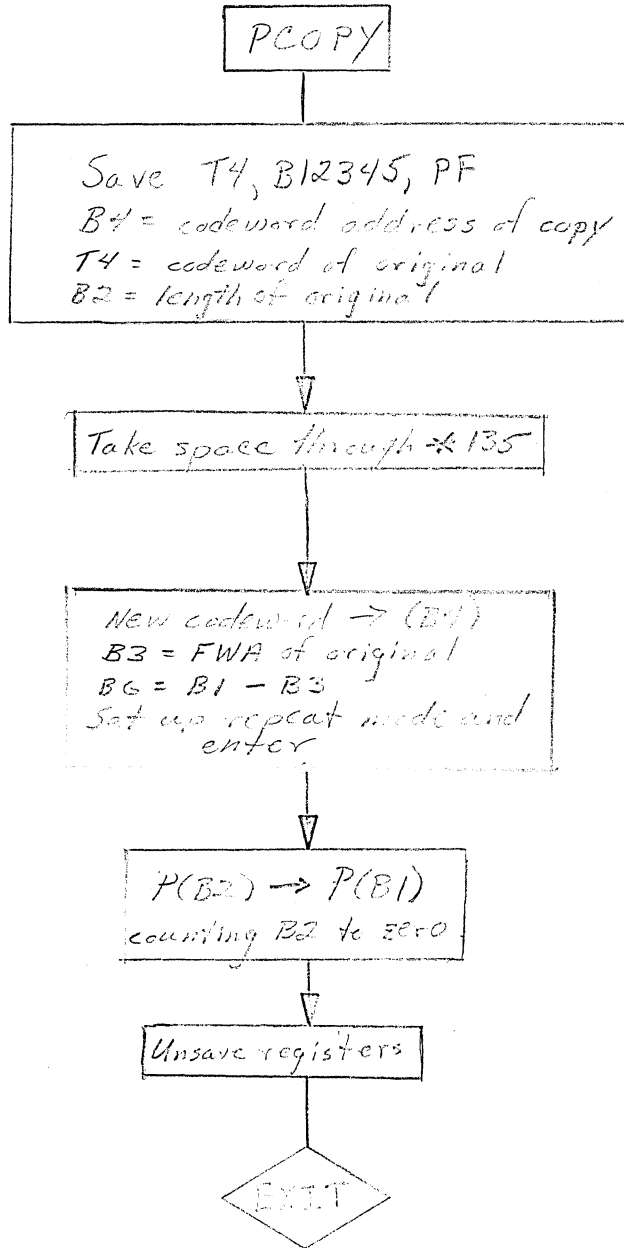 PCOPY
Save T4, B12345, PF
B4 = codeword address of copy
T4 = codeword of original
B2 = length of original
Take space through *135
New codeword → (B4)
B3 = FWA of original
B6 = B1 - B3
Set up repeat mode and
enter
P(B2) → P(B1)
counting B2 to zero
Unsave registers
EXIT